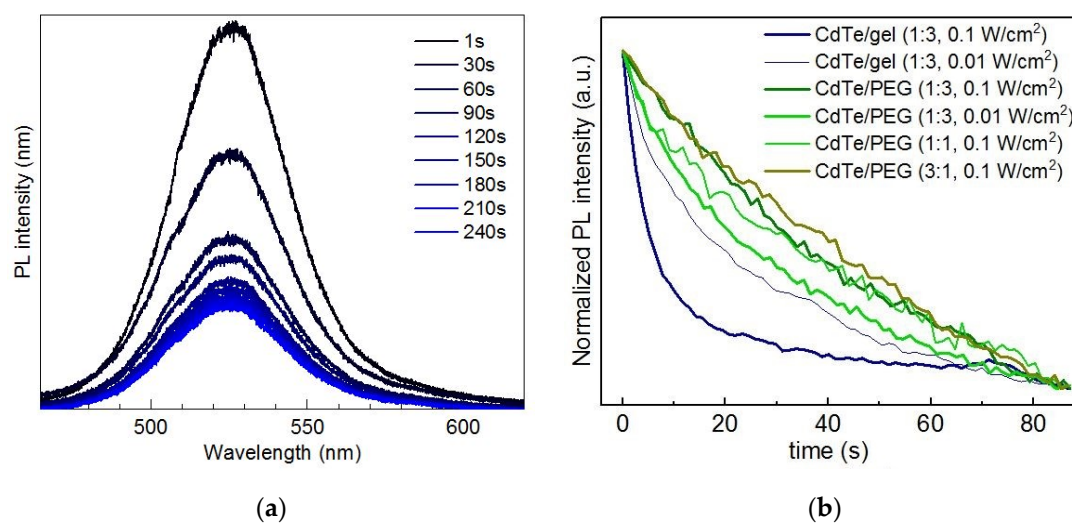 PL intensity (nm)
1s
30s
60s
90s
120s
150s
180s
210s
240s
500
550
600
Wavelength (nm)
(a)
Normalized PL intensity (a.u.)
CdTe/gel (1:3, 0.1 W/cm²)
CdTe/gel (1:3, 0.01 W/cm²)
CdTe/PEG (1:3, 0.1 W/cm²)
CdTe/PEG (1:3, 0.01 W/cm²)
CdTe/PEG (1:1, 0.1 W/cm²)
CdTe/PEG (3:1, 0.1 W/cm²)
0 20 40 60 80
time (s)
(b)